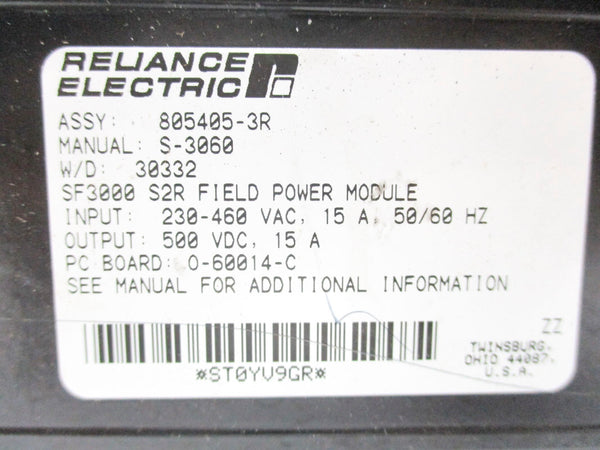 RELIANCE
ELECTRIC
ASSY: 805405-3R
MANUAL: S-3060
W/D: 30332
SF3000 S2R FIELD POWER MODULE
INPUT: 230-460 VAC, 15 A, 50/60 HZ
OUTPUT: 500 VDC, 15 A
PC BOARD: O-60014-C
SEE MANUAL FOR ADDITIONAL INFORMATION
ZZ
TWINSBURG,
OHIO 44087,
U.S.A.
*ST0YV9GR*